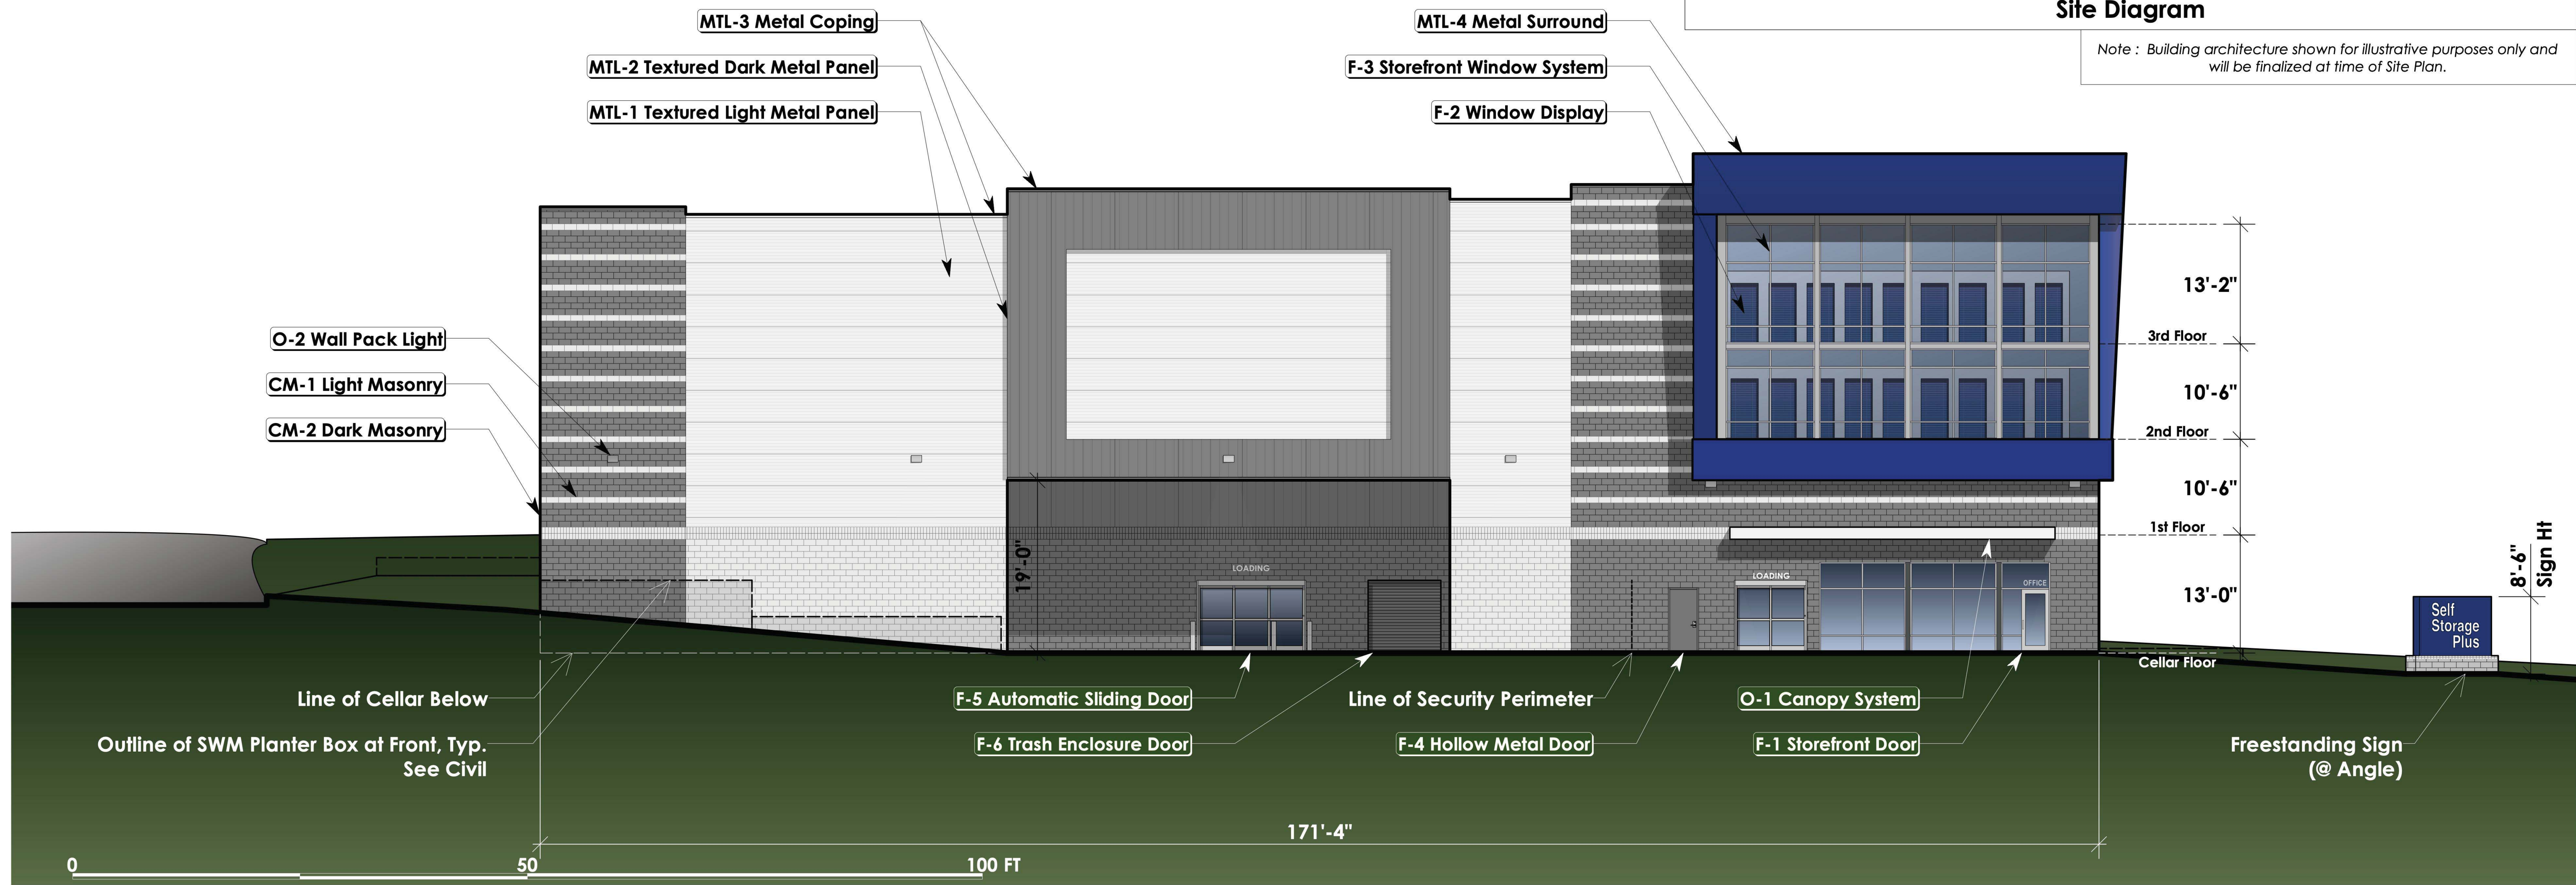 Site Diagram
Note : Building architecture shown for illustrative purposes only and
will be finalized at time of Site Plan.
MTL-3 Metal Coping
MTL-2 Textured Dark Metal Panel
MTL-1 Textured Light Metal Panel
MTL-4 Metal Surround
F-3 Storefront Window System
F-2 Window Display
O-2 Wall Pack Light
CM-1 Light Masonry
CM-2 Dark Masonry
13'-2"
3rd Floor
10'-6"
2nd Floor
10'-6"
1st Floor
13'-0"
Cellar Floor
19'-0"
LOADING
LOADING
OFFICE
8'-6"
Sign Ht
Self
Storage
Plus
Line of Cellar Below
Outline of SWM Planter Box at Front, Typ.
See Civil
F-5 Automatic Sliding Door
F-6 Trash Enclosure Door
Line of Security Perimeter
F-4 Hollow Metal Door
O-1 Canopy System
F-1 Storefront Door
Freestanding Sign
(@ Angle)
171'-4"
0 50 100 FT